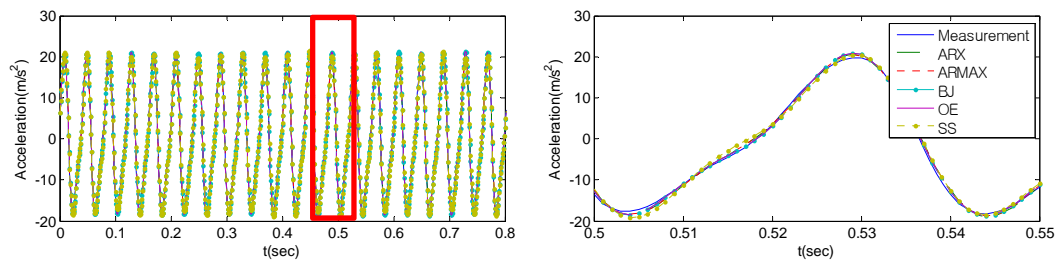 30
20
10
0
-10
-20
Acceleration(m/s²)
0 0.1 0.2 0.3 0.4 0.5 0.6 0.7 0.8
t(sec)
30
20
10
0
-10
-20
Acceleration(m/s²)
0.5 0.51 0.52 0.53 0.54 0.55
t(sec)
Measurement
ARX
ARMAX
BJ
OE
SS